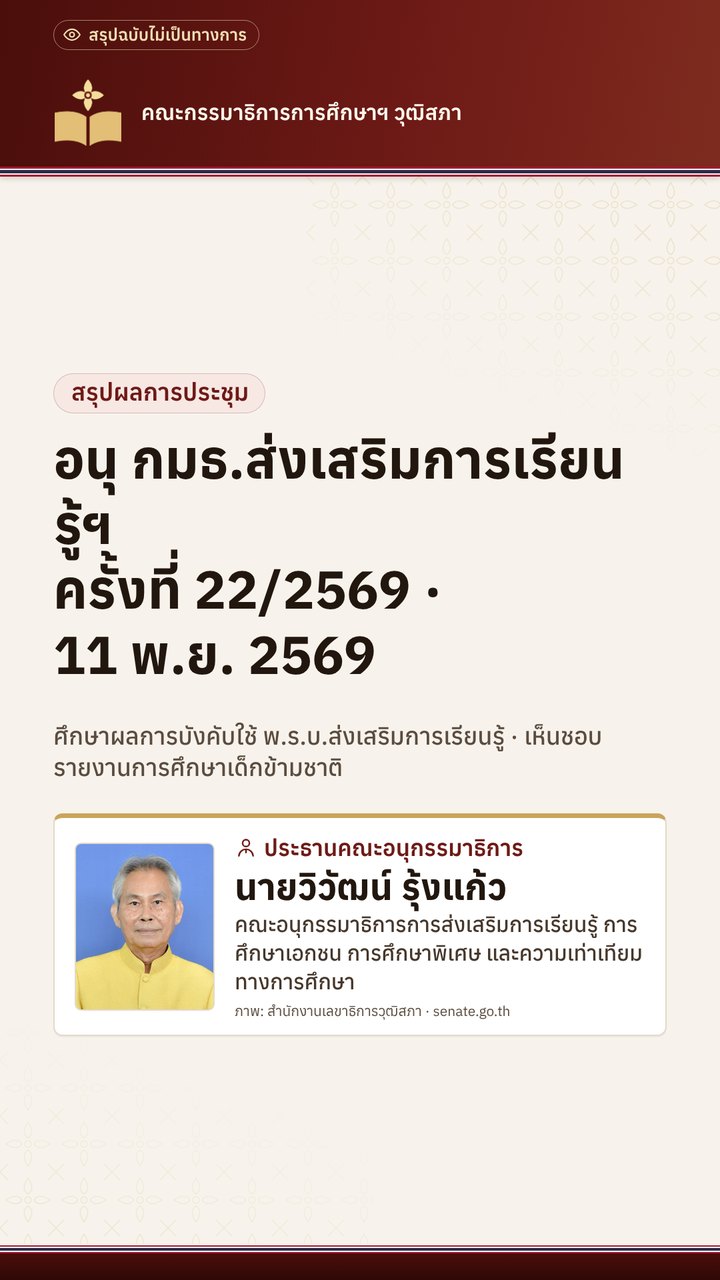 สรุปฉบับไม่เป็นทางการ
คณะกรรมาธิการการศึกษาฯ วุฒิสภา
สรุปผลการประชุม
อนุ กมธ.ส่งเสริมการเรียน
รู้ฯ
ครั้งที่ 22/2569 ·
11 พ.ย. 2569
ศึกษาผลการบังคับใช้ พ.ร.บ.ส่งเสริมการเรียนรู้ · เห็นชอบ
รายงานการศึกษาเด็กข้ามชาติ
ประธานคณะอนุกรรมาธิการ
นายวิวัฒน์ รุ้งแก้ว
คณะอนุกรรมาธิการการส่งเสริมการเรียนรู้ การ
ศึกษาเอกชน การศึกษาพิเศษ และความเท่าเทียม
ทางการศึกษา
ภาพ: สำนักงานเลขาธิการวุฒิสภา · senate.go.th